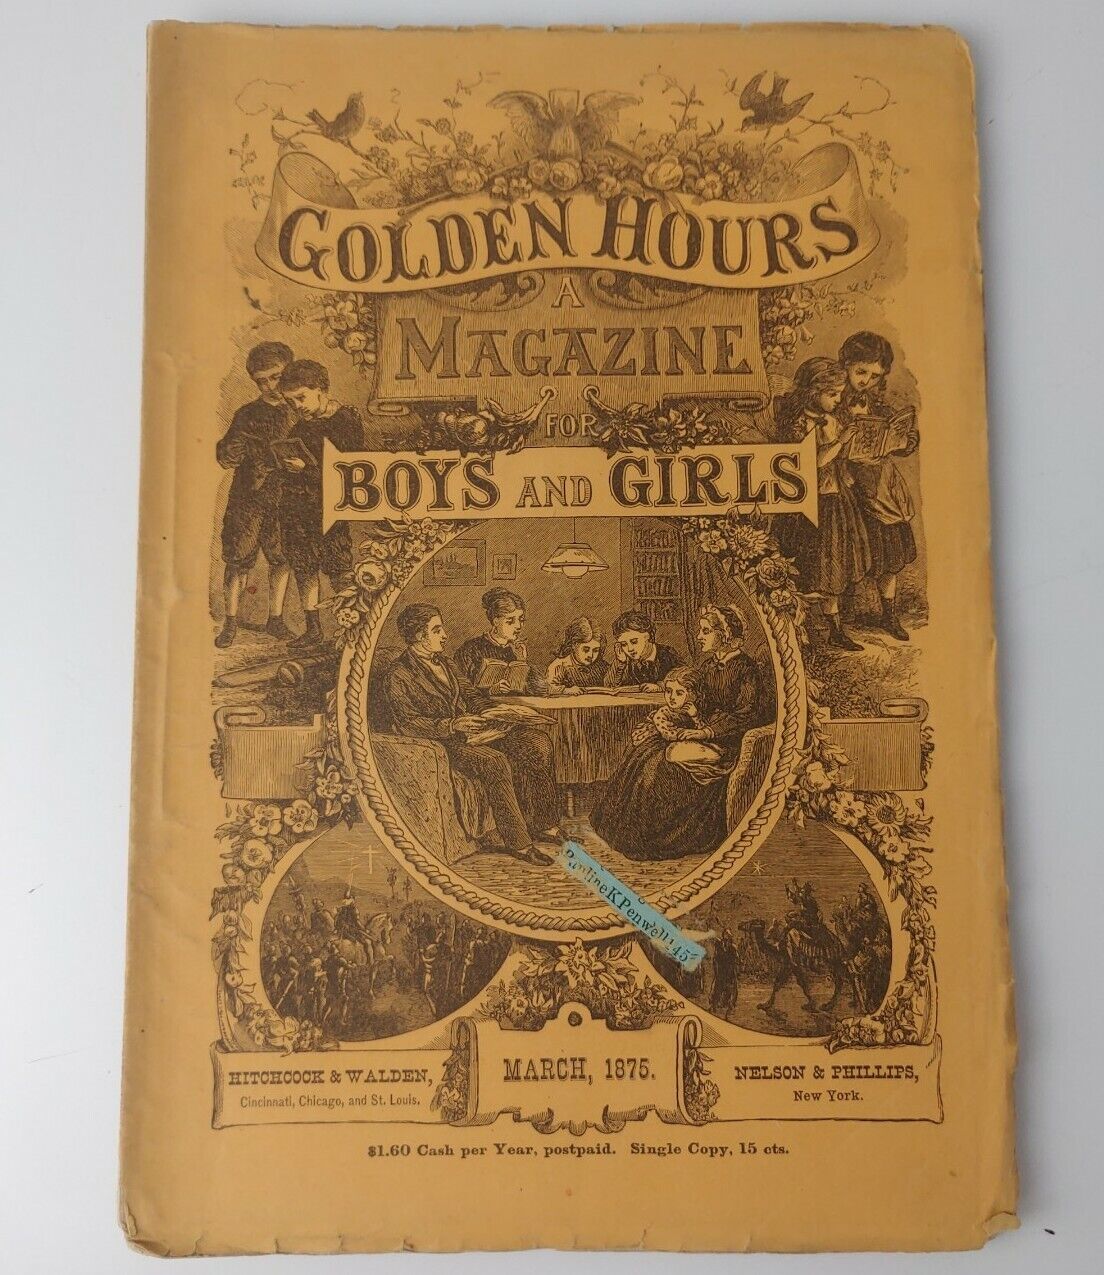 GOLDEN HOURS
A
MAGAZINE
FOR
BOYS AND GIRLS
PaulineKPenwell
HITCHCOCK & WALDEN,
Cincinnati, Chicago, and St. Louis.
MARCH, 1875.
NELSON & PHILLIPS,
New York.
$1.60 Cash per Year, postpaid. Single Copy, 15 cts.